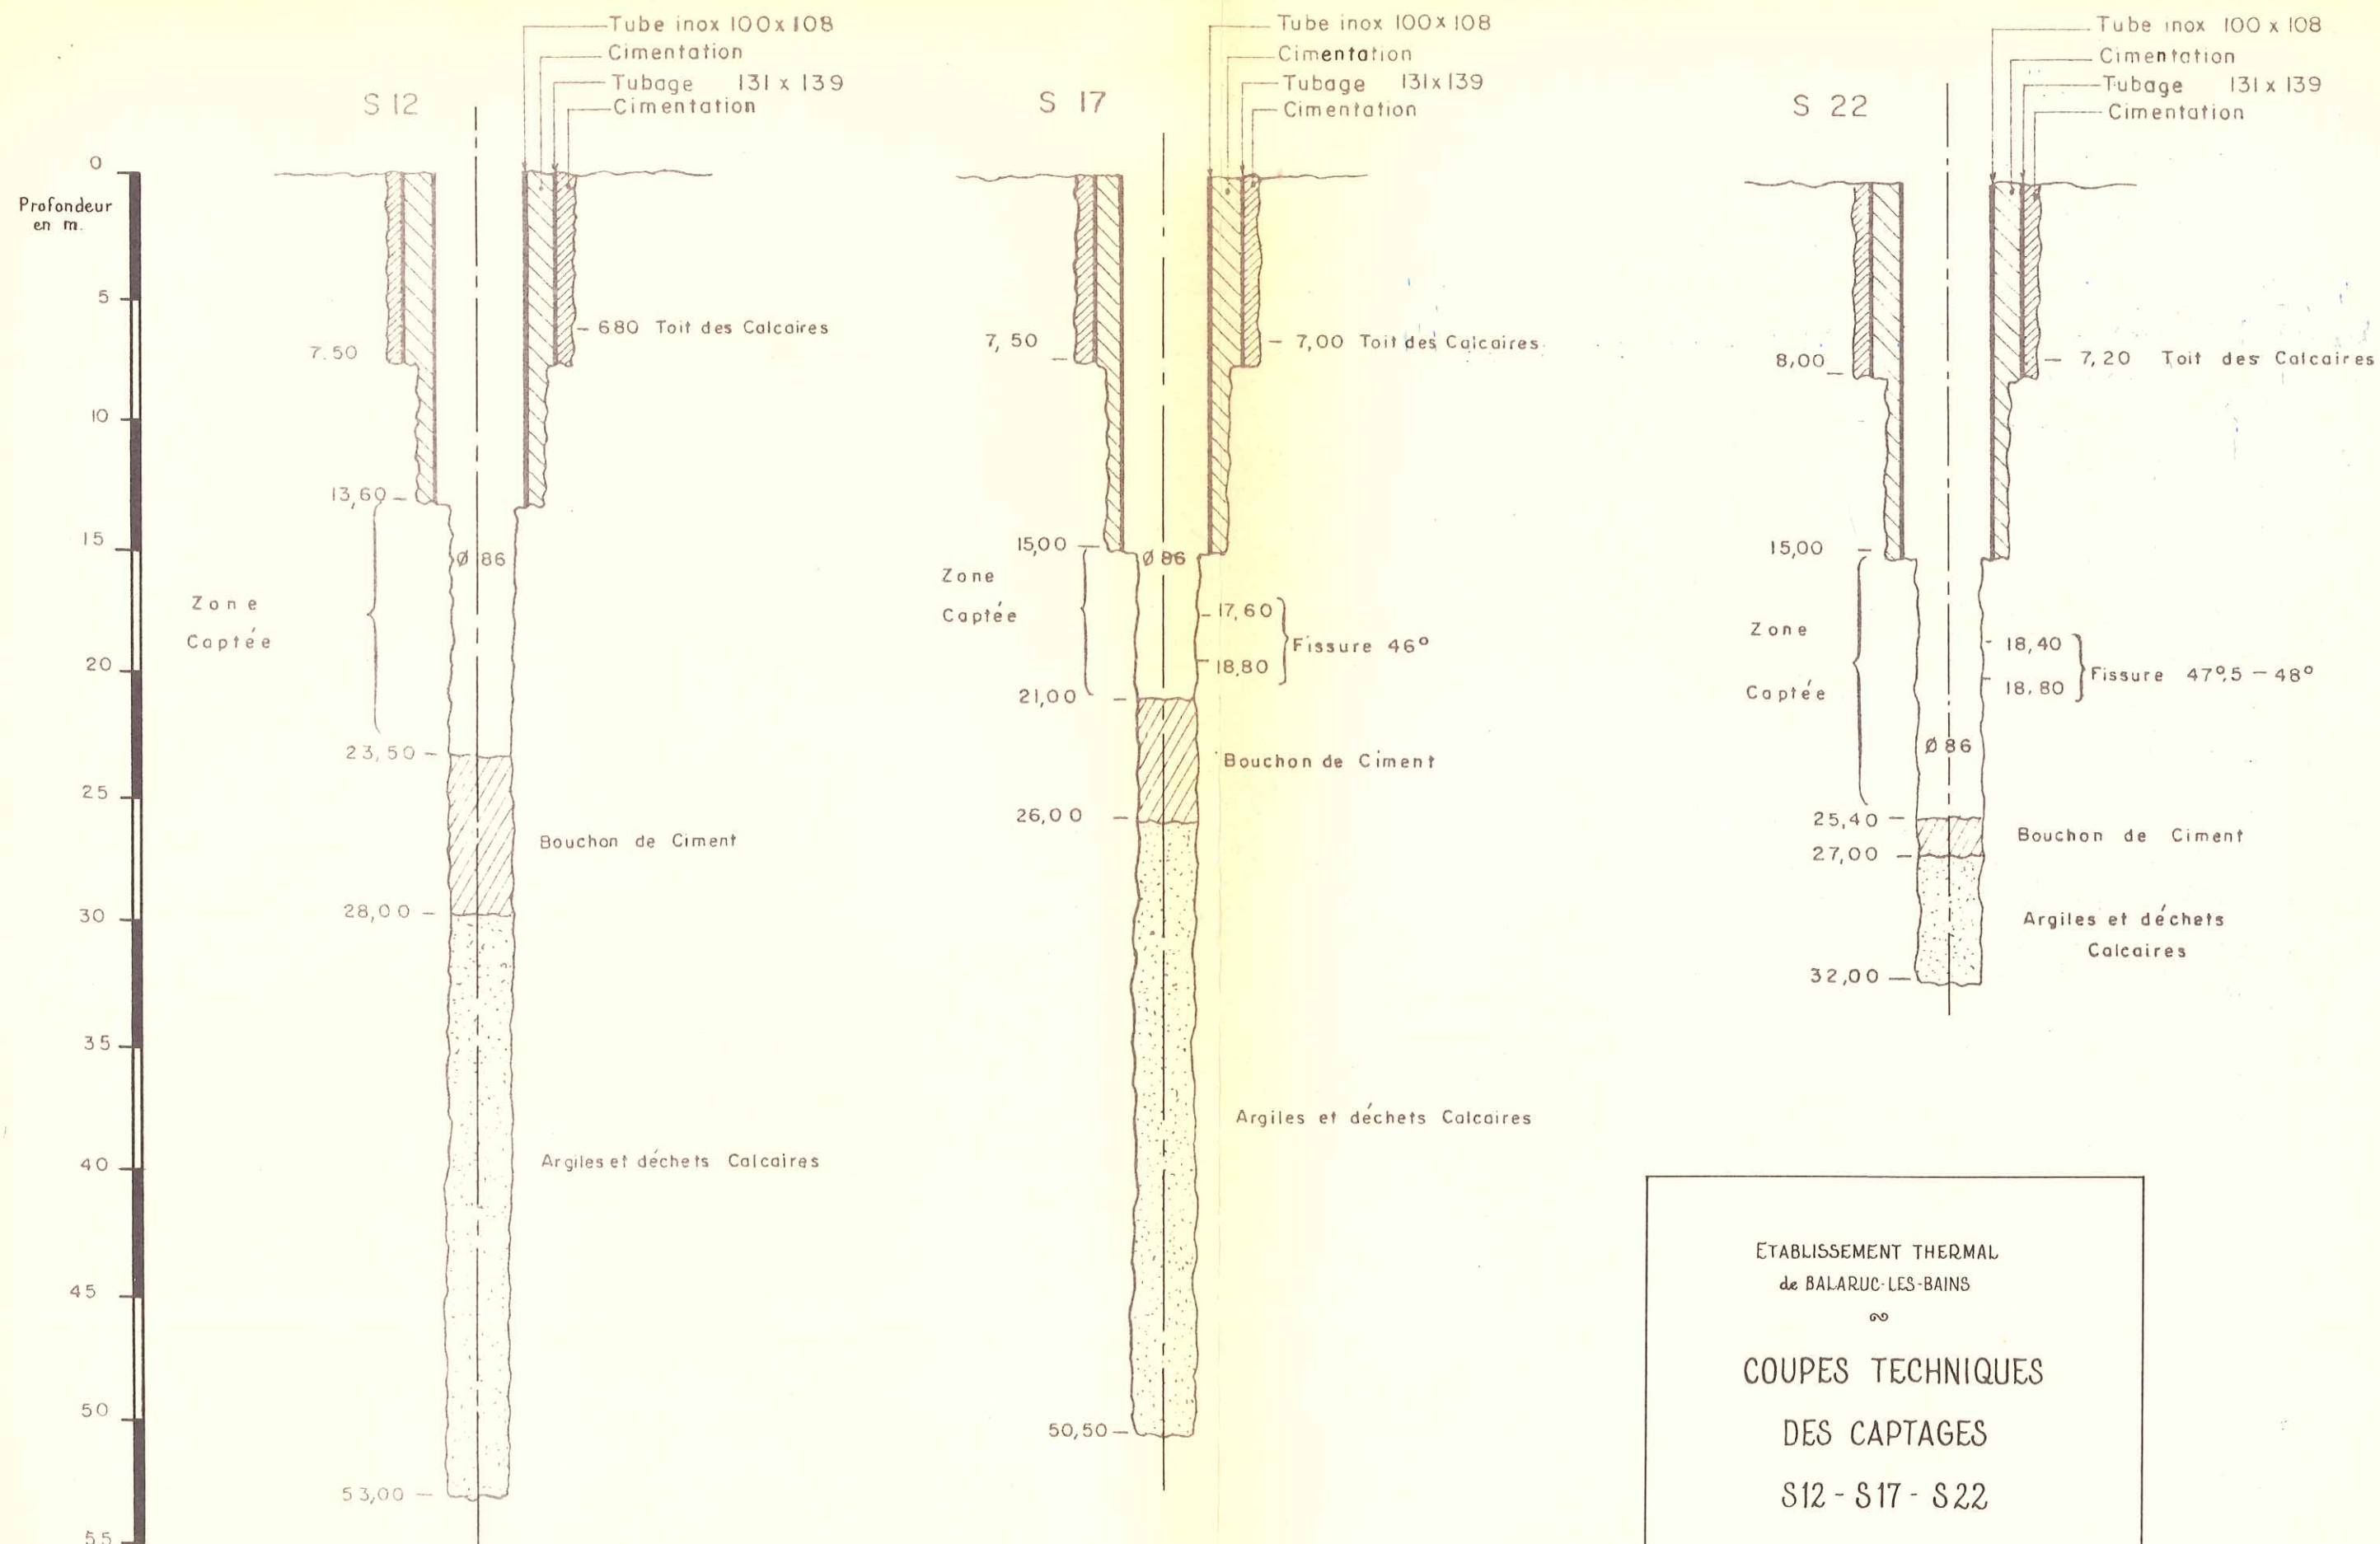 Profondeur
en m.
0
5
10
15
20
25
30
35
40
45
50
55
S 12
Tube inox 100 x 108
Cimentation
Tubage 131 x 139
Cimentation
680 Toit des Calcaires
7.50
13,60
Ø 86
Zone
Captée
23,50
Bouchon de Ciment
28,00
Argiles et déchets Calcaires
53,00
S 17
Tube inox 100 x 108
Cimentation
Tubage 131 x 139
Cimentation
7,50
7,00 Toit des Calcaires
15,00
Ø 86
Zone
Captée
17,60
Fissure 46°
18,80
21,00
Bouchon de Ciment
26,00
Argiles et déchets Calcaires
50,50
S 22
Tube inox 100 x 108
Cimentation
Tubage 131 x 139
Cimentation
8,00
7,20 Toit des Calcaires
15,00
Zone
Captée
18,40
Fissure 47°,5 – 48°
18.80
Ø 86
25,40
Bouchon de Ciment
27,00
Argiles et déchets
Calcaires
32,00
ETABLISSEMENT THERMAL
de BALARUC-LES-BAINS
COUPES TECHNIQUES
DES CAPTAGES
S12 - S17 - S22